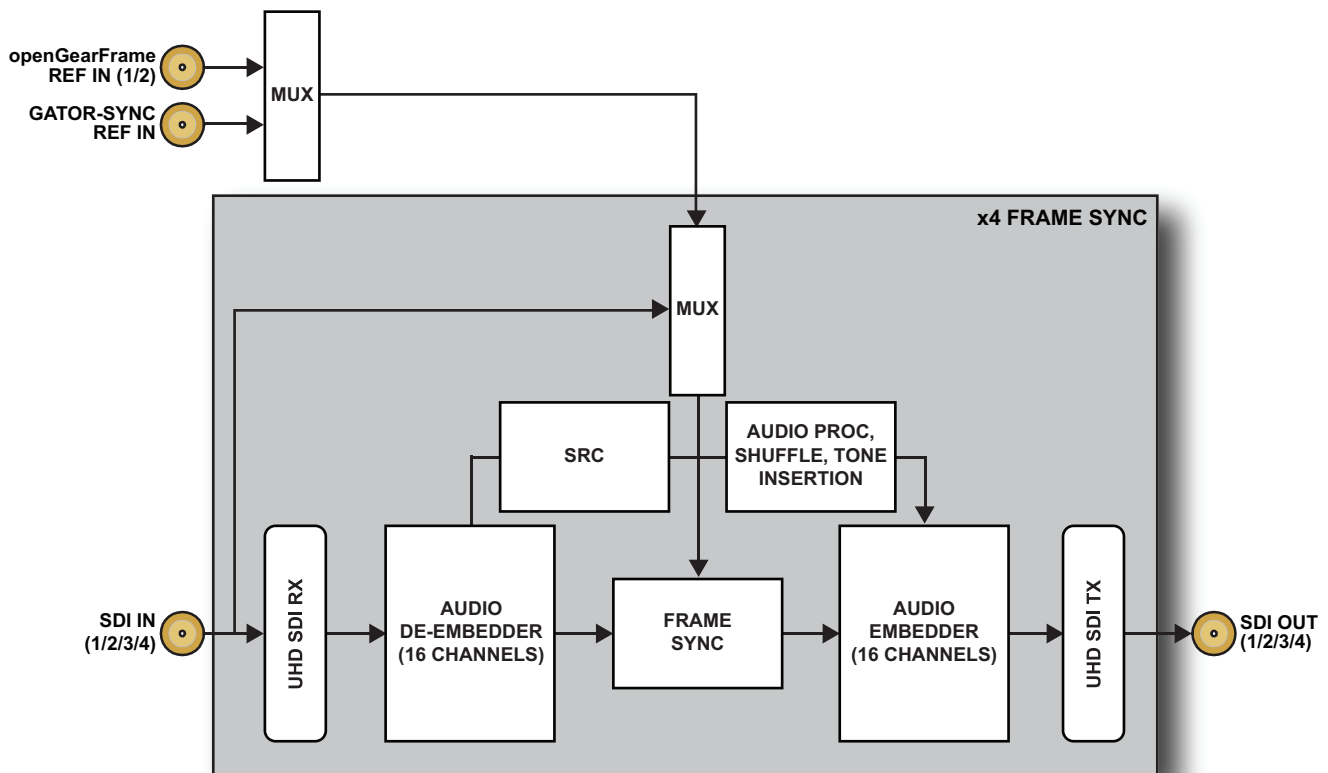 openGearFrame
REF IN (1/2)
GATOR-SYNC
REF IN
MUX
x4 FRAME SYNC
MUX
SRC
AUDIO PROC,
SHUFFLE, TONE
INSERTION
SDI IN
(1/2/3/4)
UHD SDI RX
AUDIO
DE-EMBEDDER
(16 CHANNELS)
FRAME
SYNC
AUDIO
EMBEDDER
(16 CHANNELS)
UHD SDI TX
SDI OUT
(1/2/3/4)